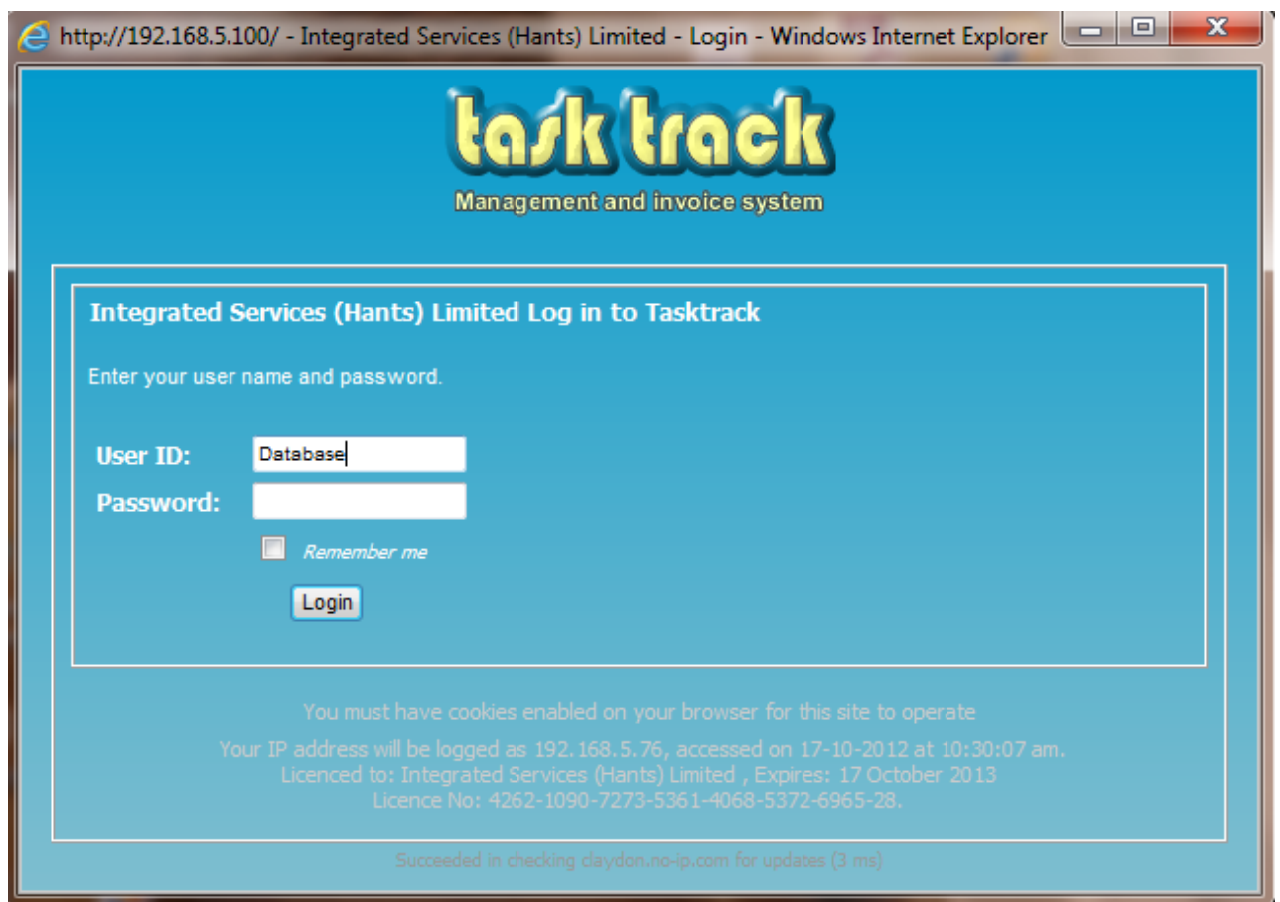 http://192.168.5.100/ - Integrated Services (Hants) Limited - Login - Windows Internet Explorer
task track
Management and invoice system
Integrated Services (Hants) Limited Log in to Tasktrack
Enter your user name and password.
User ID: Database
Password:
Remember me
Login
You must have cookies enabled on your browser for this site to operate
Your IP address will be logged as 192.168.5.76, accessed on 17-10-2012 at 10:30:07 am.
Licenced to: Integrated Services (Hants) Limited , Expires: 17 October 2013
Licence No: 4262-1090-7273-5361-4068-5372-6965-28.
Succeeded in checking claydon.no-ip.com for updates (3 ms)